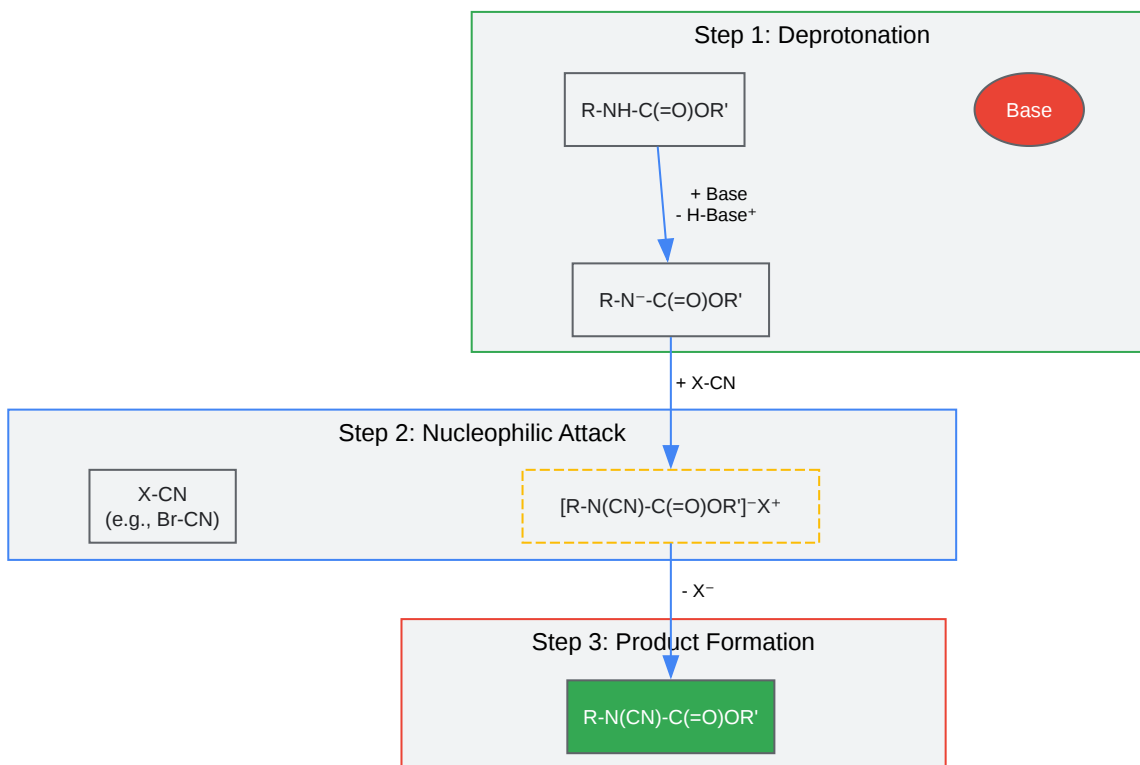 Step 1: Deprotonation
R-NH-C(=O)OR'
Base
+ Base
- H-Base⁺
R-N⁻-C(=O)OR'
+ X-CN
Step 2: Nucleophilic Attack
X-CN
(e.g., Br-CN)
[R-N(CN)-C(=O)OR']⁻X⁺
- X⁻
Step 3: Product Formation
R-N(CN)-C(=O)OR'